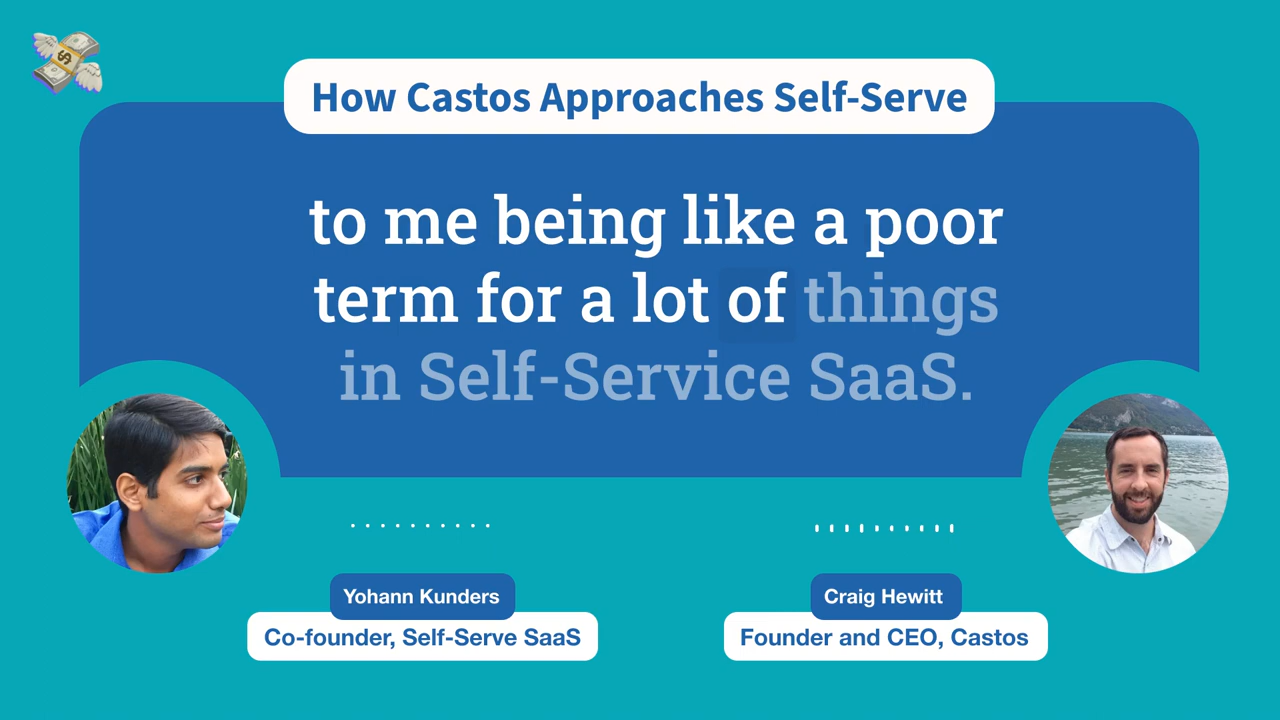 How Castos Approaches Self-Serve
to me being like a poor
term for a lot of things
in Self-Service SaaS.
Yohann Kunders
Co-founder, Self-Serve SaaS
Craig Hewitt
Founder and CEO, Castos